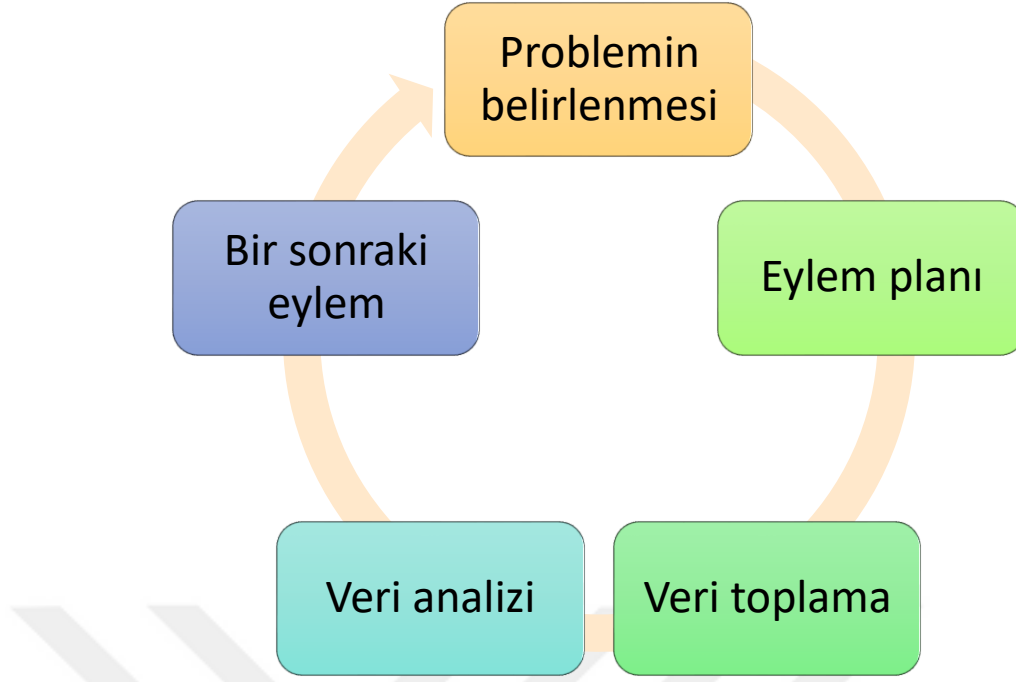 Problemin
belirlenmesi
Eylem planı
Veri toplama
Veri analizi
Bir sonraki
eylem